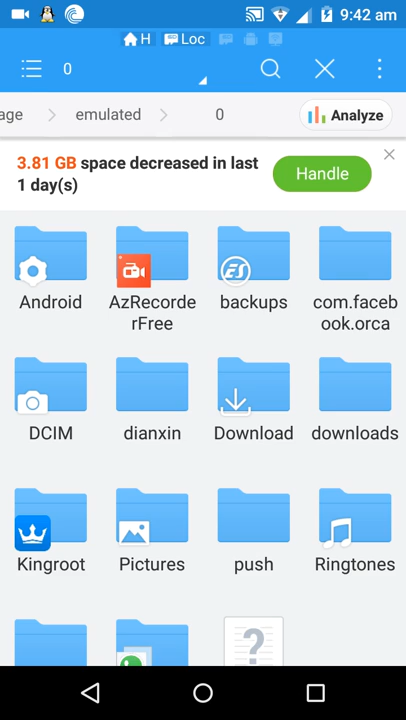 9:42 am
H Loc
0
age emulated 0 Analyze
3.81 GB space decreased in last
1 day(s)
Handle
Android AzRecorde backups com.faceb
rFree ook.orca
ES
DCIM dianxin Download downloads
Kingroot Pictures push Ringtones
?